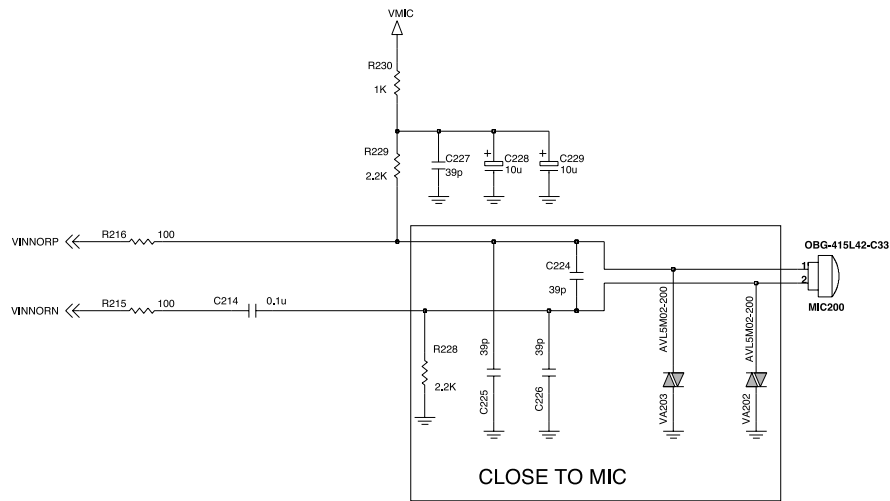 VMIC
R230
1K
R229
2.2K
C227
39p
+
C228
10u
+
C229
10u
VINNORP
R216
100
OBG-415L42-C33
1
2
MIC200
C224
39p
VINNORN
R215
100
C214
0.1u
R228
2.2K
39p
C225
39p
C226
AVL5M02-200
VA203
AVL5M02-200
VA202
CLOSE TO MIC